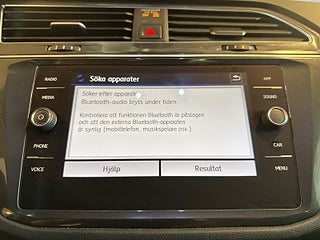 RADIO
MEDIA
PHONE
VOICE
Söka apparater
Söker efter apparater...
Bluetooth-audio bryts under tiden.
Kontrollera att funktionen Bluetooth är påslagen
och att den externa Bluetooth-apparaten
är synlig (mobiltelefon, musikspelare osv.).
Hjälp
Resultat
APP
SOUND
CAR
MENU